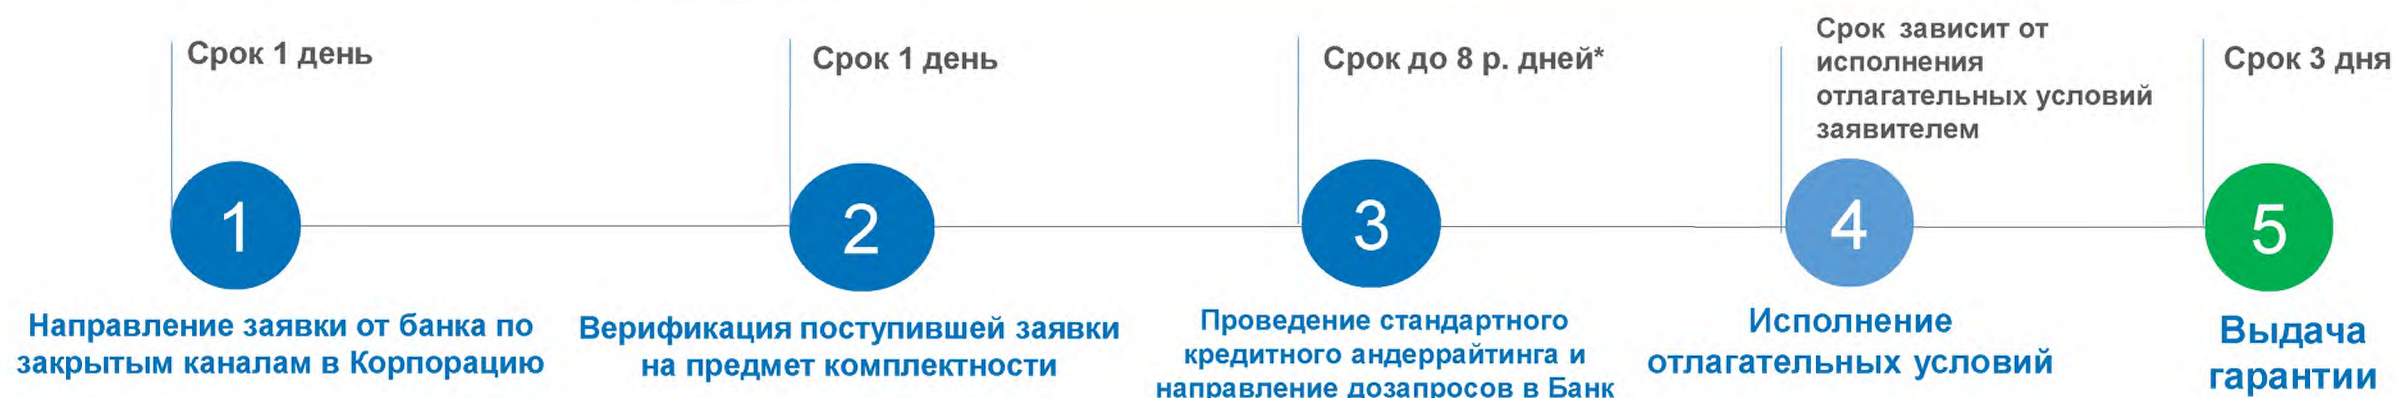 Срок 1 день
Срок 1 день
Срок до 8 р. дней*
Срок зависит от
исполнения
отлагательных условий
заявителем
Срок 3 дня
1
2
3
4
5
Направление заявки от банка по
закрытым каналам в Корпорацию
Верификация поступившей заявки
на предмет комплектности
Проведение стандартного
кредитного андеррайтинга и
направление дозапросов в Банк
Исполнение
отлагательных условий
Выдача
гарантии